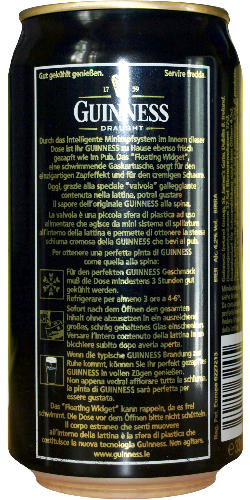 Gut gekühlt genießen. Servire fredda.
17 59
GUINNESS
DRAUGHT
Durch das intelligente Minizapfsystem im Innern dieser
Dose ist Ihr GUINNESS zu Hause ebenso frisch
gezapft wie im Pub. Das "Floating Widget",
eine schwimmende Gaskartusche, sorgt für den
einzigartigen Zapfeffekt und für den cremigen Schaum.
Oggi, grazie alla speciale "valvola" galleggiante
contenuta nella lattina, potrai gustare
il sapore dell'originale GUINNESS alla spina.
La valvola è una piccola sfera di plastica ad uso
alimentare che agisce da mini sistema di spillatura
all'interno della lattina e permette di ottenere la stessa
schiuma cremosa della GUINNESS che bevi al pub.
Per ottenere una perfetta pinta di GUINNESS
come quella alla spina:
Für den perfekten GUINNESS Geschmack
muß die Dose mindestens 3 Stunden gut
gekühlt werden.
Refrigerare per almeno 3 ore a 4-6°.
Sofort nach dem Öffnen den gesamten
Inhalt ohne abzusetzen in ein ausreichend
großes, schräg gehaltenes Glas einschenken.
Versare l'intero contenuto della lattina in un
bicchiere subito dopo averla aperta.
Wenn die typische GUINNESS Brandung zur
Ruhe kommt, können Sie Ihr perfekt gezapftes
GUINNESS in vollen Zügen genießen.
Non appena vedrai affiorare tutta la schiuma,
la pinta di GUINNESS sarà perfetta per
essere gustata.
Das "Floating Widget" kann rappeln, da es frei
schwimmt. Die Dose vor dem Öffnen bitte nicht schütteln.
Il corpo estraneo che senti muovere
all'interno della lattina è la sfera di plastica che
costituisce la nuova tecnologia Guinness. Non agitare.
www.guinness.ie
BIER Alc. 4,2% Vol. BIRRA